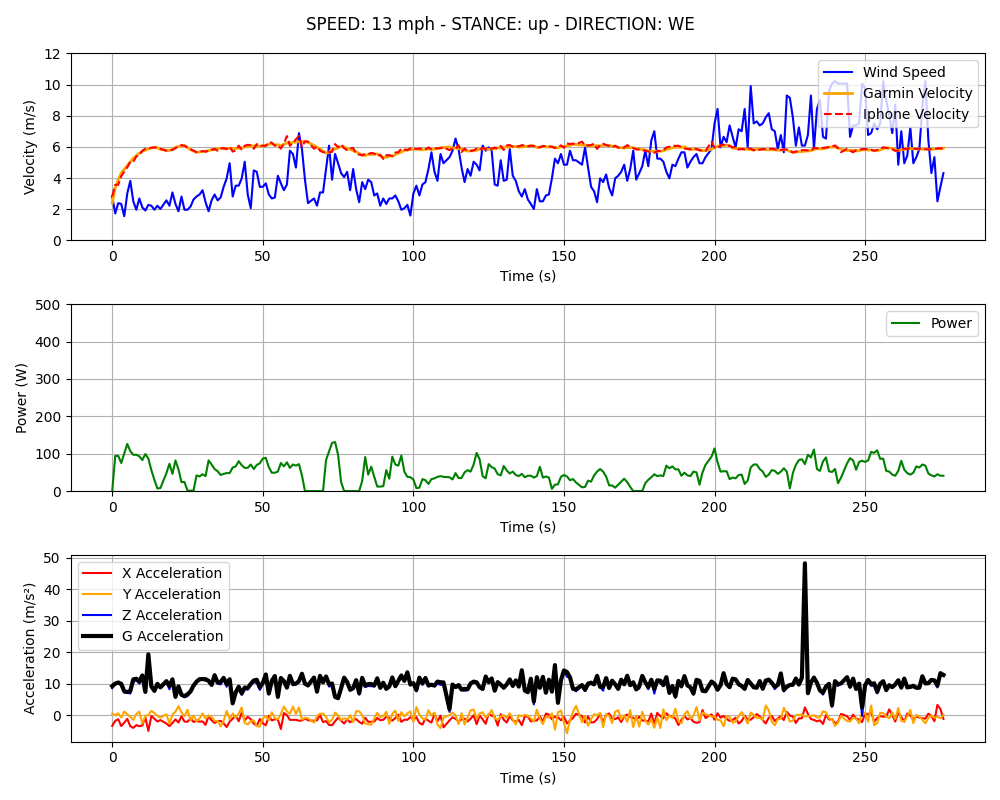 SPEED: 13 mph - STANCE: up - DIRECTION: WE
Velocity (m/s)
12
10
8
6
4
2
0
Wind Speed
Garmin Velocity
Iphone Velocity
0 50 100 150 200 250
Time (s)
Power (W)
500
400
300
200
100
0
Power
0 50 100 150 200 250
Time (s)
Acceleration (m/s²)
50
40
30
20
10
0
X Acceleration
Y Acceleration
Z Acceleration
G Acceleration
0 50 100 150 200 250
Time (s)